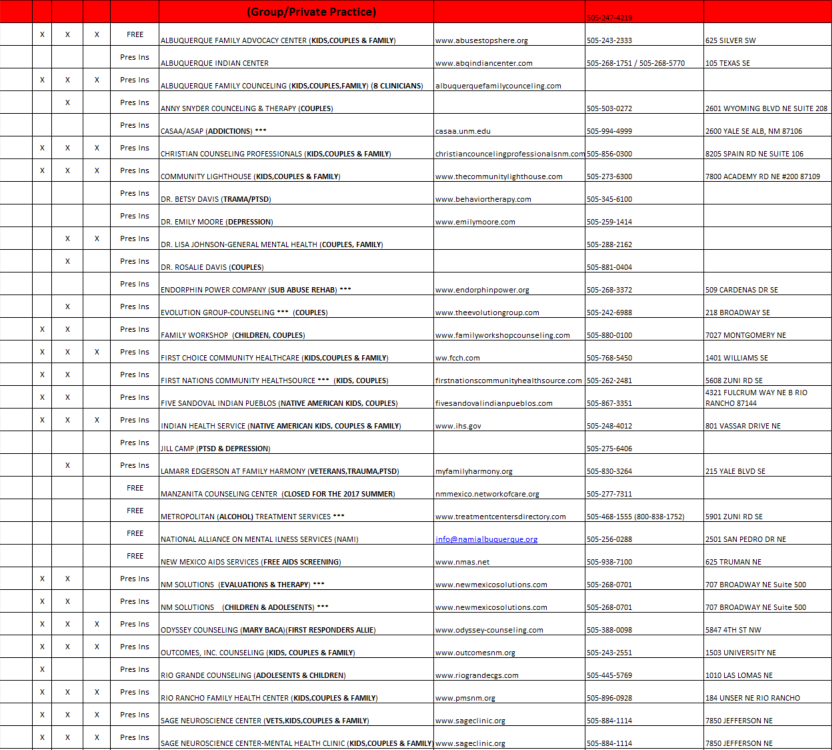 (Group/Private Practice) 505-247-4219
X X X FREE ALBUQUERQUE FAMILY ADVOCACY CENTER (KIDS,COUPLES & FAMILY) www.abusestopshere.org 505-243-2333 625 SILVER SW
Pres Ins ALBUQUERQUE INDIAN CENTER www.abqindiancenter.com 505-268-1751 / 505-268-5770 105 TEXAS SE
X X X Pres Ins ALBUQUERQUE FAMILY COUNSELING (KIDS,COUPLES,FAMILY) (8 CLINICIANS) albuquerquefamilycounceling.com
X Pres Ins ANNY SNYDER COUNCELING & THERAPY (COUPLES) 505-503-0272 2601 WYOMING BLVD NE SUITE 208
Pres Ins CASAA/ASAP (ADDICTIONS) *** casaa.unm.edu 505-994-4999 2600 YALE SE ALB, NM 87106
X X X Pres Ins CHRISTIAN COUNSELING PROFESSIONALS (KIDS,COUPLES & FAMILY) christiancouncelingprofessionalsnm.com 505-856-0300 8205 SPAIN RD NE SUITE 106
X X X Pres Ins COMMUNITY LIGHTHOUSE (KIDS,COUPLES & FAMILY) www.thecommunitylighthouse.com 505-273-6300 7800 ACADEMY RD NE #200 87109
Pres Ins DR. BETSY DAVIS (TRAMA/PTSD) www.behaviortherapy.com 505-345-6100
Pres Ins DR. EMILY MOORE (DEPRESSION) www.emilymoore.com 505-259-1414
X X Pres Ins DR. LISA JOHNSON-GENERAL MENTAL HEALTH (COUPLES, FAMILY) 505-288-2162
X Pres Ins DR. ROSALIE DAVIS (COUPLES) 505-881-0404
Pres Ins ENDORPHIN POWER COMPANY (SUB ABUSE REHAB) *** www.endorphinpower.org 505-268-3372 509 CARDENAS DR SE
X Pres Ins EVOLUTION GROUP-COUNSELING *** (COUPLES) www.theevolutiongroup.com 505-242-6988 218 BROADWAY SE
X X Pres Ins FAMILY WORKSHOP (CHILDREN, COUPLES) www.familyworkshopcounseling.com 505-880-0100 7027 MONTGOMERY NE
X X X Pres Ins FIRST CHOICE COMMUNITY HEALTHCARE (KIDS,COUPLES & FAMILY) ww.fcch.com 505-768-5450 1401 WILLIAMS SE
X X Pres Ins FIRST NATIONS COMMUNITY HEALTHSOURCE *** (KIDS, COUPLES) firstnationscommunityhealthsource.com 505-262-2481 5608 ZUNI RD SE
X X Pres Ins FIVE SANDOVAL INDIAN PUEBLOS (NATIVE AMERICAN KIDS, COUPLES) fivesandovalindianpueblos.com 505-867-3351 4321 FULCRUM WAY NE B RIO
RANCHO 87144
X X X Pres Ins INDIAN HEALTH SERVICE (NATIVE AMERICAN KIDS, COUPLES & FAMILY) www.ihs.gov 505-248-4012 801 VASSAR DRIVE NE
Pres Ins JILL CAMP (PTSD & DEPRESSION) 505-275-6406
X Pres Ins LAMARR EDGERSON AT FAMILY HARMONY (VETERANS,TRAUMA,PTSD) myfamilyharmony.org 505-830-3264 215 YALE BLVD SE
FREE MANZANITA COUNSELING CENTER (CLOSED FOR THE 2017 SUMMER) nmmexico.networkofcare.org 505-277-7311
FREE METROPOLITAN (ALCOHOL) TREATMENT SERVICES *** www.treatmentcentersdirectory.com 505-468-1555 (800-838-1752) 5901 ZUNI RD SE
FREE NATIONAL ALLIANCE ON MENTAL ILNESS SERVICES (NAMI) info@namialbuquerque.org 505-256-0288 2501 SAN PEDRO DR NE
FREE NEW MEXICO AIDS SERVICES (FREE AIDS SCREENING) www.nmas.net 505-938-7100 625 TRUMAN NE
X X Pres Ins NM SOLUTIONS (EVALUATIONS & THERAPY) *** www.newmexicosolutions.com 505-268-0701 707 BROADWAY NE Suite 500
X X Pres Ins NM SOLUTIONS (CHILDREN & ADOLESENTS) *** www.newmexicosolutions.com 505-268-0701 707 BROADWAY NE Suite 500
X X X Pres Ins ODYSSEY COUNSELING (MARY BACA)(FIRST RESPONDERS ALLIE) www.odyssey-counseling.com 505-388-0098 5847 4TH ST NW
X X X Pres Ins OUTCOMES, INC. COUNSELING (KIDS, COUPLES & FAMILY) www.outcomesnm.org 505-243-2551 1503 UNIVERSITY NE
X Pres Ins RIO GRANDE COUNSELING (ADOLESENTS & CHILDREN) www.riograndecgs.com 505-445-5769 1010 LAS LOMAS NE
X X X Pres Ins RIO RANCHO FAMILY HEALTH CENTER (KIDS,COUPLES & FAMILY) www.pmsnm.org 505-896-0928 184 UNSER NE RIO RANCHO
X X X Pres Ins SAGE NEUROSCIENCE CENTER (VETS,KIDS,COUPLES & FAMILY) www.sageclinic.org 505-884-1114 7850 JEFFERSON NE
X X X Pres Ins SAGE NEUROSCIENCE CENTER-MENTAL HEALTH CLINIC (KIDS,COUPLES & FAMILY) www.sageclinic.org 505-884-1114 7850 JEFFERSON NE